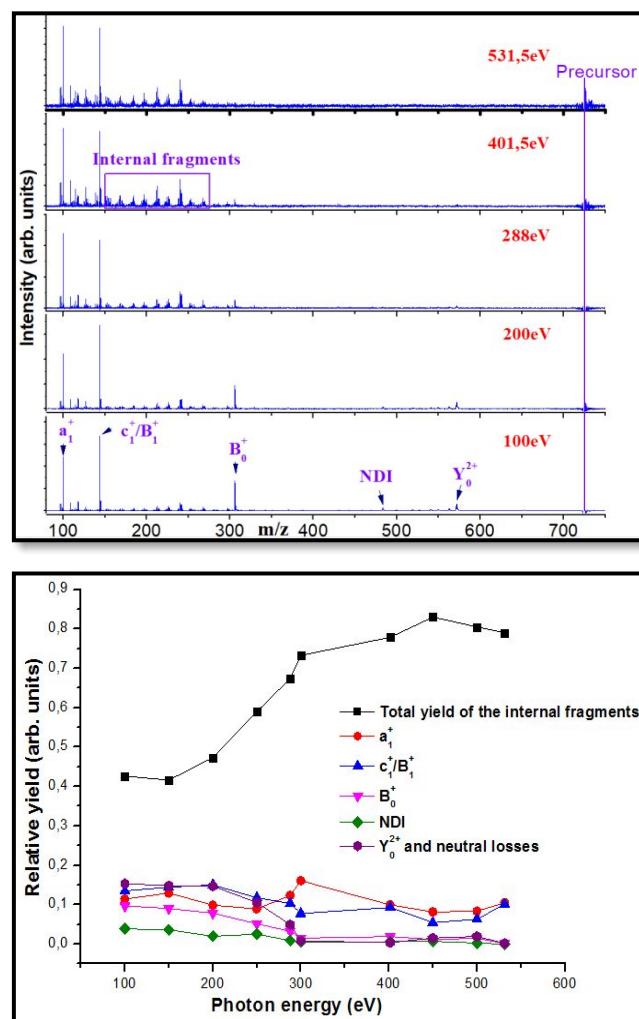 531,5eV
Precursor
401,5eV
Internal fragments
288eV
200eV
100eV
a₁⁺
c₁⁺/B₁⁺
B₀⁺
NDI
Y₀²⁺
Intensity (arb. units)
100 200 300 400 500 600 700
m/z
0,9
0,8
0,7
0,6
0,5
0,4
0,3
0,2
0,1
0,0
Relative yield (arb. units)
Total yield of the internal fragments
a₁⁺
c₁⁺/B₁⁺
B₀⁺
NDI
Y₀²⁺ and neutral losses
100 200 300 400 500 600
Photon energy (eV)